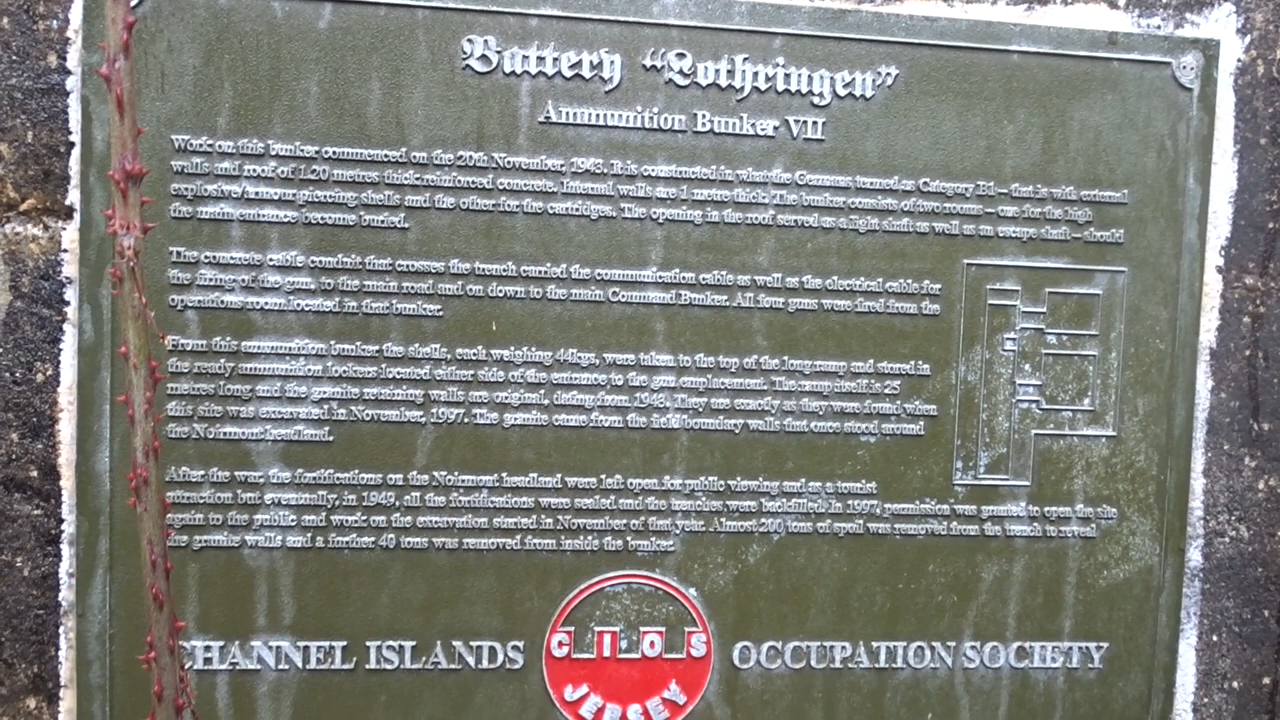 Battery “Lothringen”
Ammunition Bunker VII
Work on this bunker commenced on the 20th November, 1943. It is constructed in what the Germans termed as Category B1 – that is with external
walls and roof of 1.20 metres thick reinforced concrete. Internal walls are 1 metre thick. The bunker consists of two rooms – one for the high
explosive/armour piercing shells and the other for the cartridges. The opening in the roof served as a light shaft as well as an escape shaft – should
the main entrance become buried.
The concrete cable conduit that crosses the trench carried the communication cable as well as the electrical cable for
the firing of the gun, to the main road and on down to the main Command Bunker. All four guns were fired from the
operations room located in that bunker.
From this ammunition bunker the shells, each weighing 44kgs, were taken to the top of the long ramp and stored in
the ready ammunition lockers located either side of the entrance to the gun emplacement. The ramp itself is 25
metres long and the granite retaining walls are original, dating from 1943. They are exactly as they were found when
this site was excavated in November, 1997. The granite came from the field boundary walls that once stood around
the Noirmont headland.
After the war, the fortifications on the Noirmont headland were left open for public viewing and as a tourist
attraction but eventually, in 1949, all the fortifications were sealed and the trenches were backfilled. In 1997, permission was granted to open the site
again to the public and work on the excavation started in November of that year. Almost 200 tons of spoil was removed from the trench to reveal
the granite walls and a further 40 tons was removed from inside the bunker.
CHANNEL ISLANDS C.I.O.S OCCUPATION SOCIETY
JERSEY